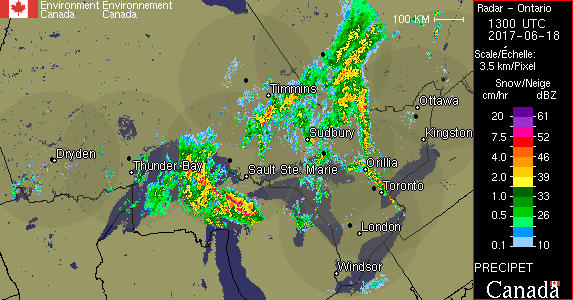 Environment Environnement
Canada Canada
100 KM
Timmins
Ottawa
Sudbury
Kingston
Dryden
Thunder Bay
Sault Ste. Marie
Orillia
Toronto
London
Windsor
Radar - Ontario
1300 UTC
2017-06-18
Scale/Échelle:
3.5 km/Pixel
Snow/Neige
cm/hr dBZ
20 61
7.5 52
4.0 46
2.0 39
1.0 33
0.5 26
0.1 10
PRECIPET
Canada